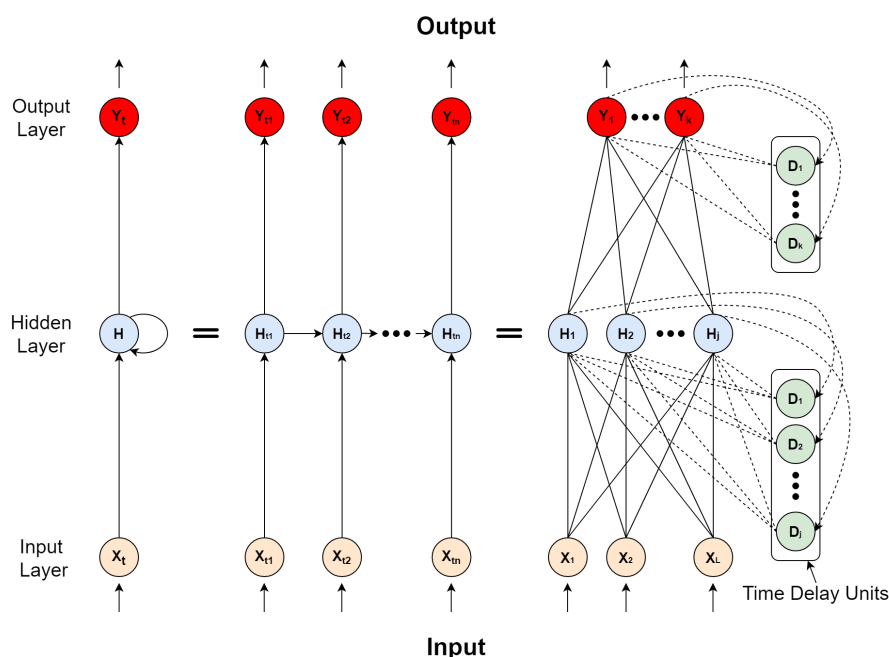 Output
Output
Layer
Yt
Yt1
Yt2
Ytn
Y1
Yk
D1
Dk
Hidden
Layer
H
=
Ht1
Ht2
Htn
=
H1
H2
Hj
D1
D2
Dj
Input
Layer
Xt
Xt1
Xt2
Xtn
X1
X2
XL
Time Delay Units
Input